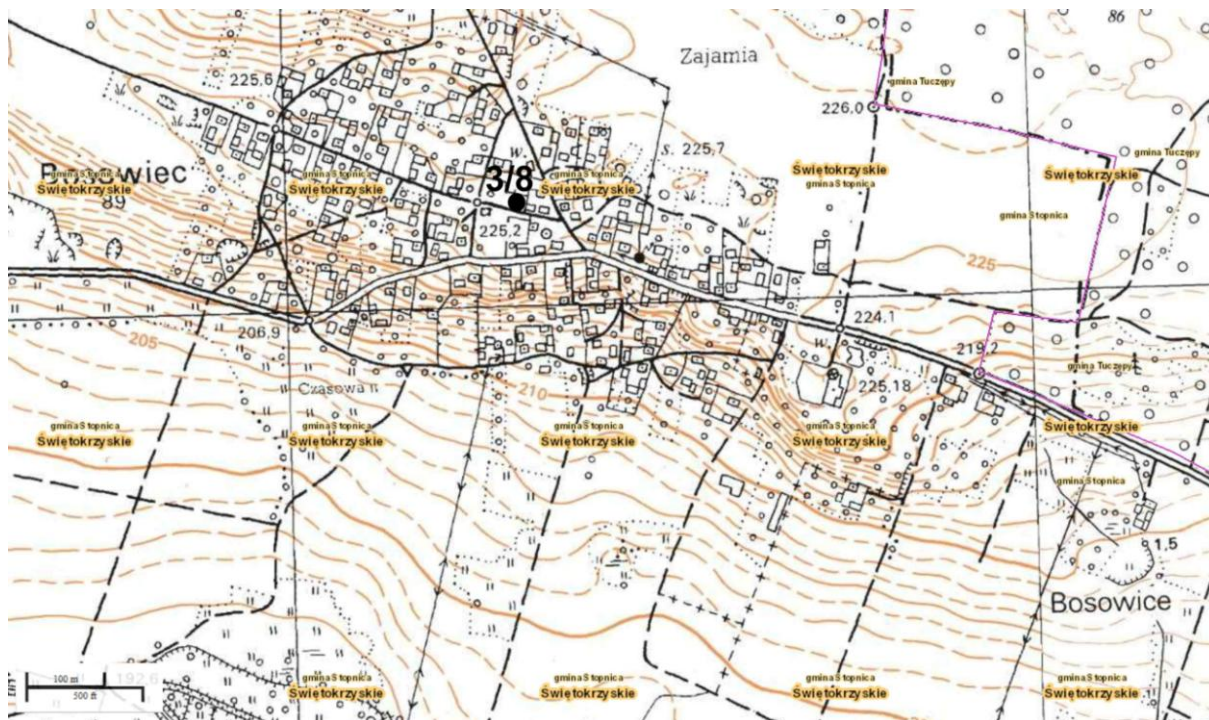 86
Zajamia
gmina Tuczępy
225,6
226.0
W.
s. 225,7
gmina Tuczępy
Bosowiec
gmina Stopnica
Świętokrzyskie
gmina Stopnica
Świętokrzyskie
3/8
gmina Stopnica
Świętokrzyskie
Świętokrzyskie
gmina Stopnica
Świętokrzyskie
89
gmina Stopnica
225,2
225
206,9
224.1
205
W.
219,2
gmina Tuczępy
Czasowa
210
225,18
gmina Stopnica
Świętokrzyskie
gmina Stopnica
Świętokrzyskie
gmina Stopnica
Świętokrzyskie
gmina Stopnica
Świętokrzyskie
Świętokrzyskie
gmina Stopnica
1,5
Bosowice
100 m
192,6
500 ft
gmina Stopnica
Świętokrzyskie
gmina Stopnica
Świętokrzyskie
gmina Stopnica
Świętokrzyskie
gmina Stopnica
Świętokrzyskie